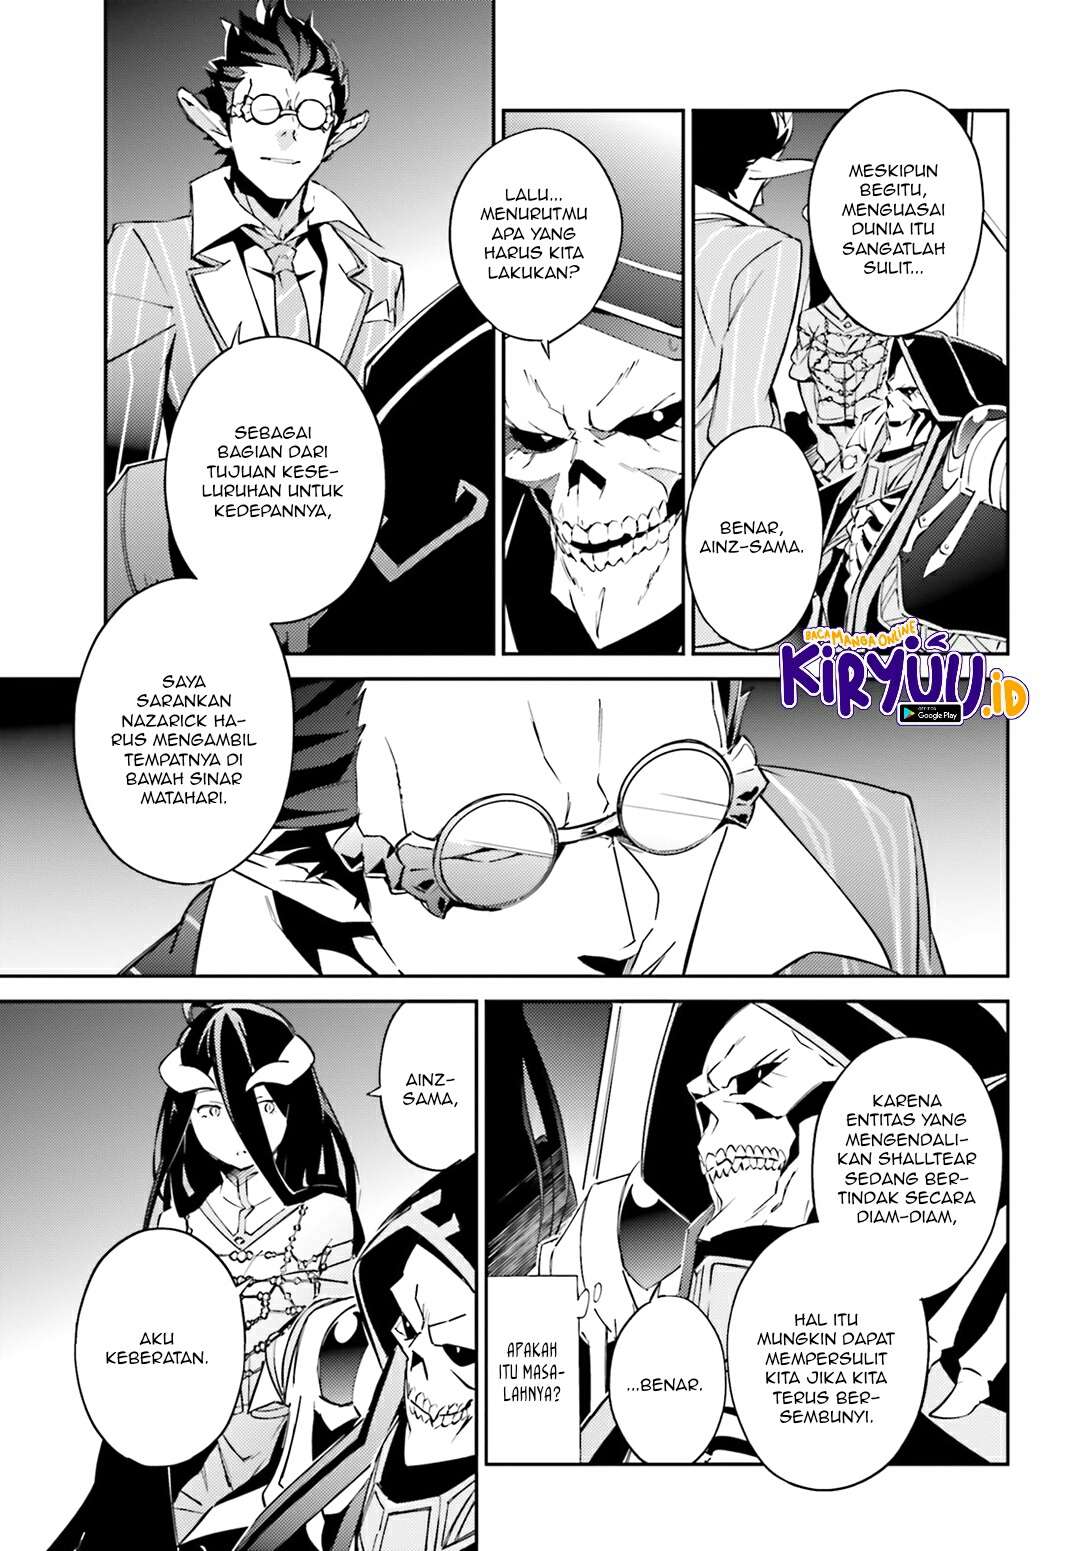 MESKIPUN
BEGITU,
MENGUASAI
DUNIA ITU
SANGATLAH
SULIT...
BENAR,
AINZ-SAMA.
LALU...
MENURUTMU
APA YANG
HARUS KITA
LAKUKAN?
SEBAGAI
BAGIAN DARI
TUJUAN KESE-
LURUHAN UNTUK
KEDEPANNYA,
SAYA
SARANKAN
NAZARICK HA-
RUS MENGAMBIL
TEMPATNYA DI
BAWAH SINAR
MATAHARI.
BACA MANGA ONLINE
KIRYUU.id
Google Play
KARENA
ENTITAS YANG
MENGENDALI-
KAN SHALLTEAR
SEDANG BER-
TINDAK SECARA
DIAM-DIAM,
HAL ITU
MUNGKIN DAPAT
MEMPERSULIT
KITA JIKA KITA
TERUS BER-
SEMBUNYI.
...BENAR.
APAKAH
ITU MASA-
LAHNYA?
AINZ-
SAMA,
AKU
KEBERATAN.